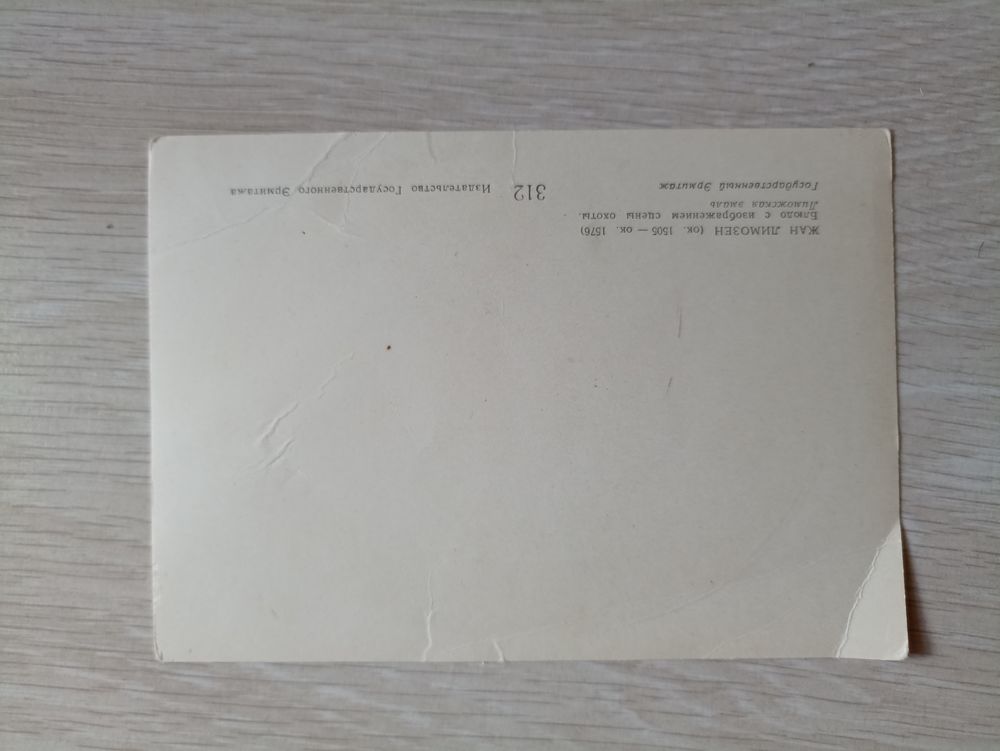 ЖАН ЛИМОЗЕН (ок. 1505 — ок. 1576)
Блюдо с изображением сцены охоты.
Лиможская эмаль
Государственный Эрмитаж
312
Издательство Государственного Эрмитажа